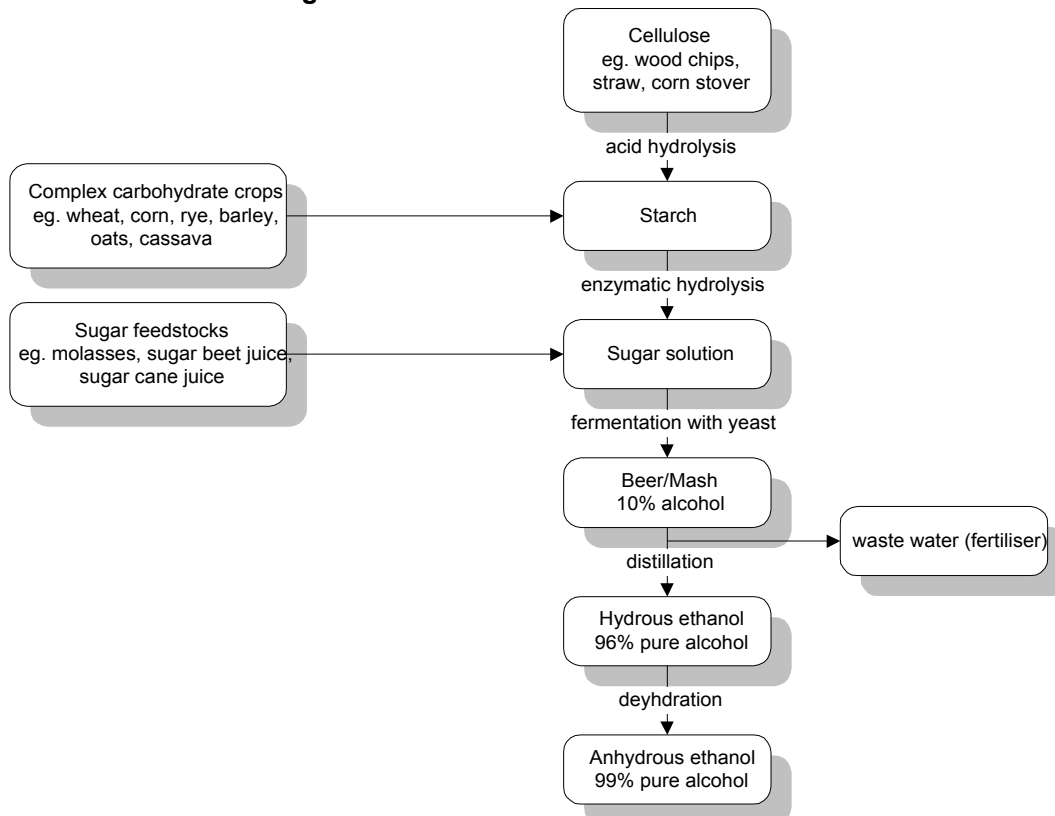 Cellulose
eg. wood chips,
straw, corn stover
acid hydrolysis
Complex carbohydrate crops
eg. wheat, corn, rye, barley,
oats, cassava
Starch
enzymatic hydrolysis
Sugar feedstocks
eg. molasses, sugar beet juice,
sugar cane juice
Sugar solution
fermentation with yeast
Beer/Mash
10% alcohol
waste water (fertiliser)
distillation
Hydrous ethanol
96% pure alcohol
deyhdration
Anhydrous ethanol
99% pure alcohol